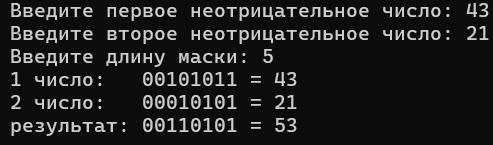 Введите первое неотрицательное число: 43
Введите второе неотрицательное число: 21
Введите длину маски: 5
1 число:   00101011 = 43
2 число:   00010101 = 21
результат: 00110101 = 53